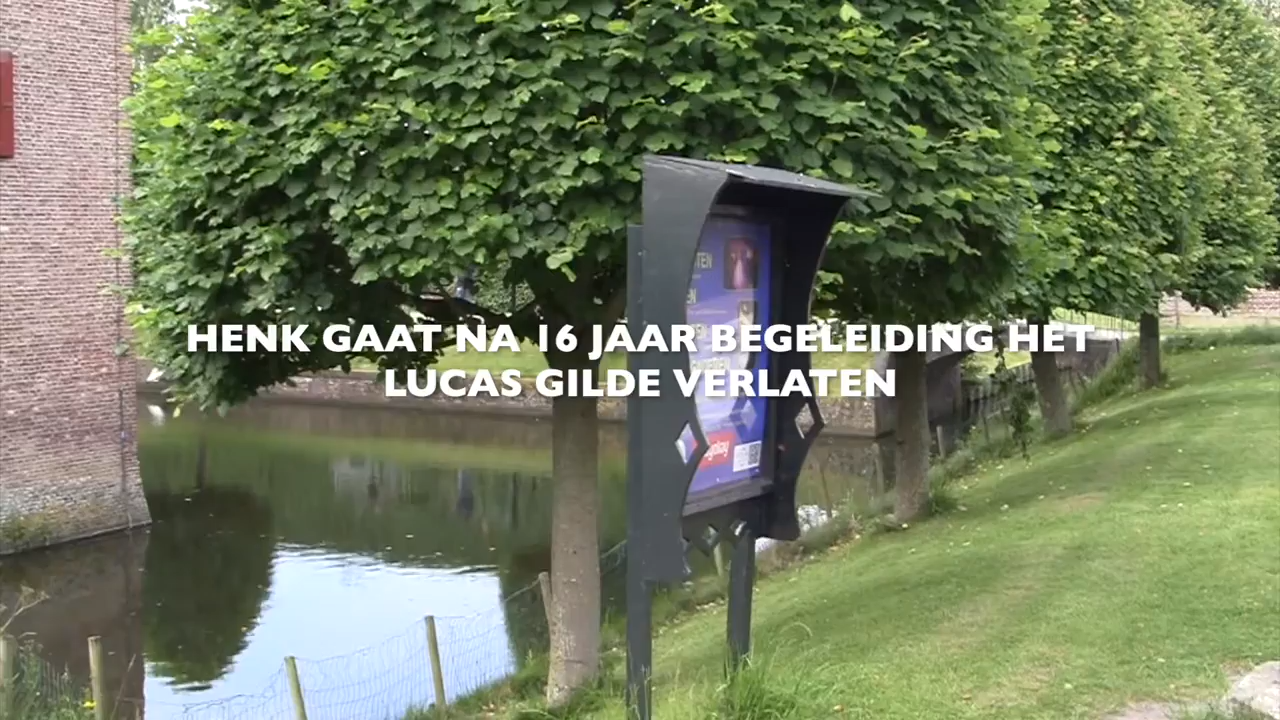 HENK GAAT NA 16 JAAR BEGELEIDING HET
LUCAS GILDE VERLATEN